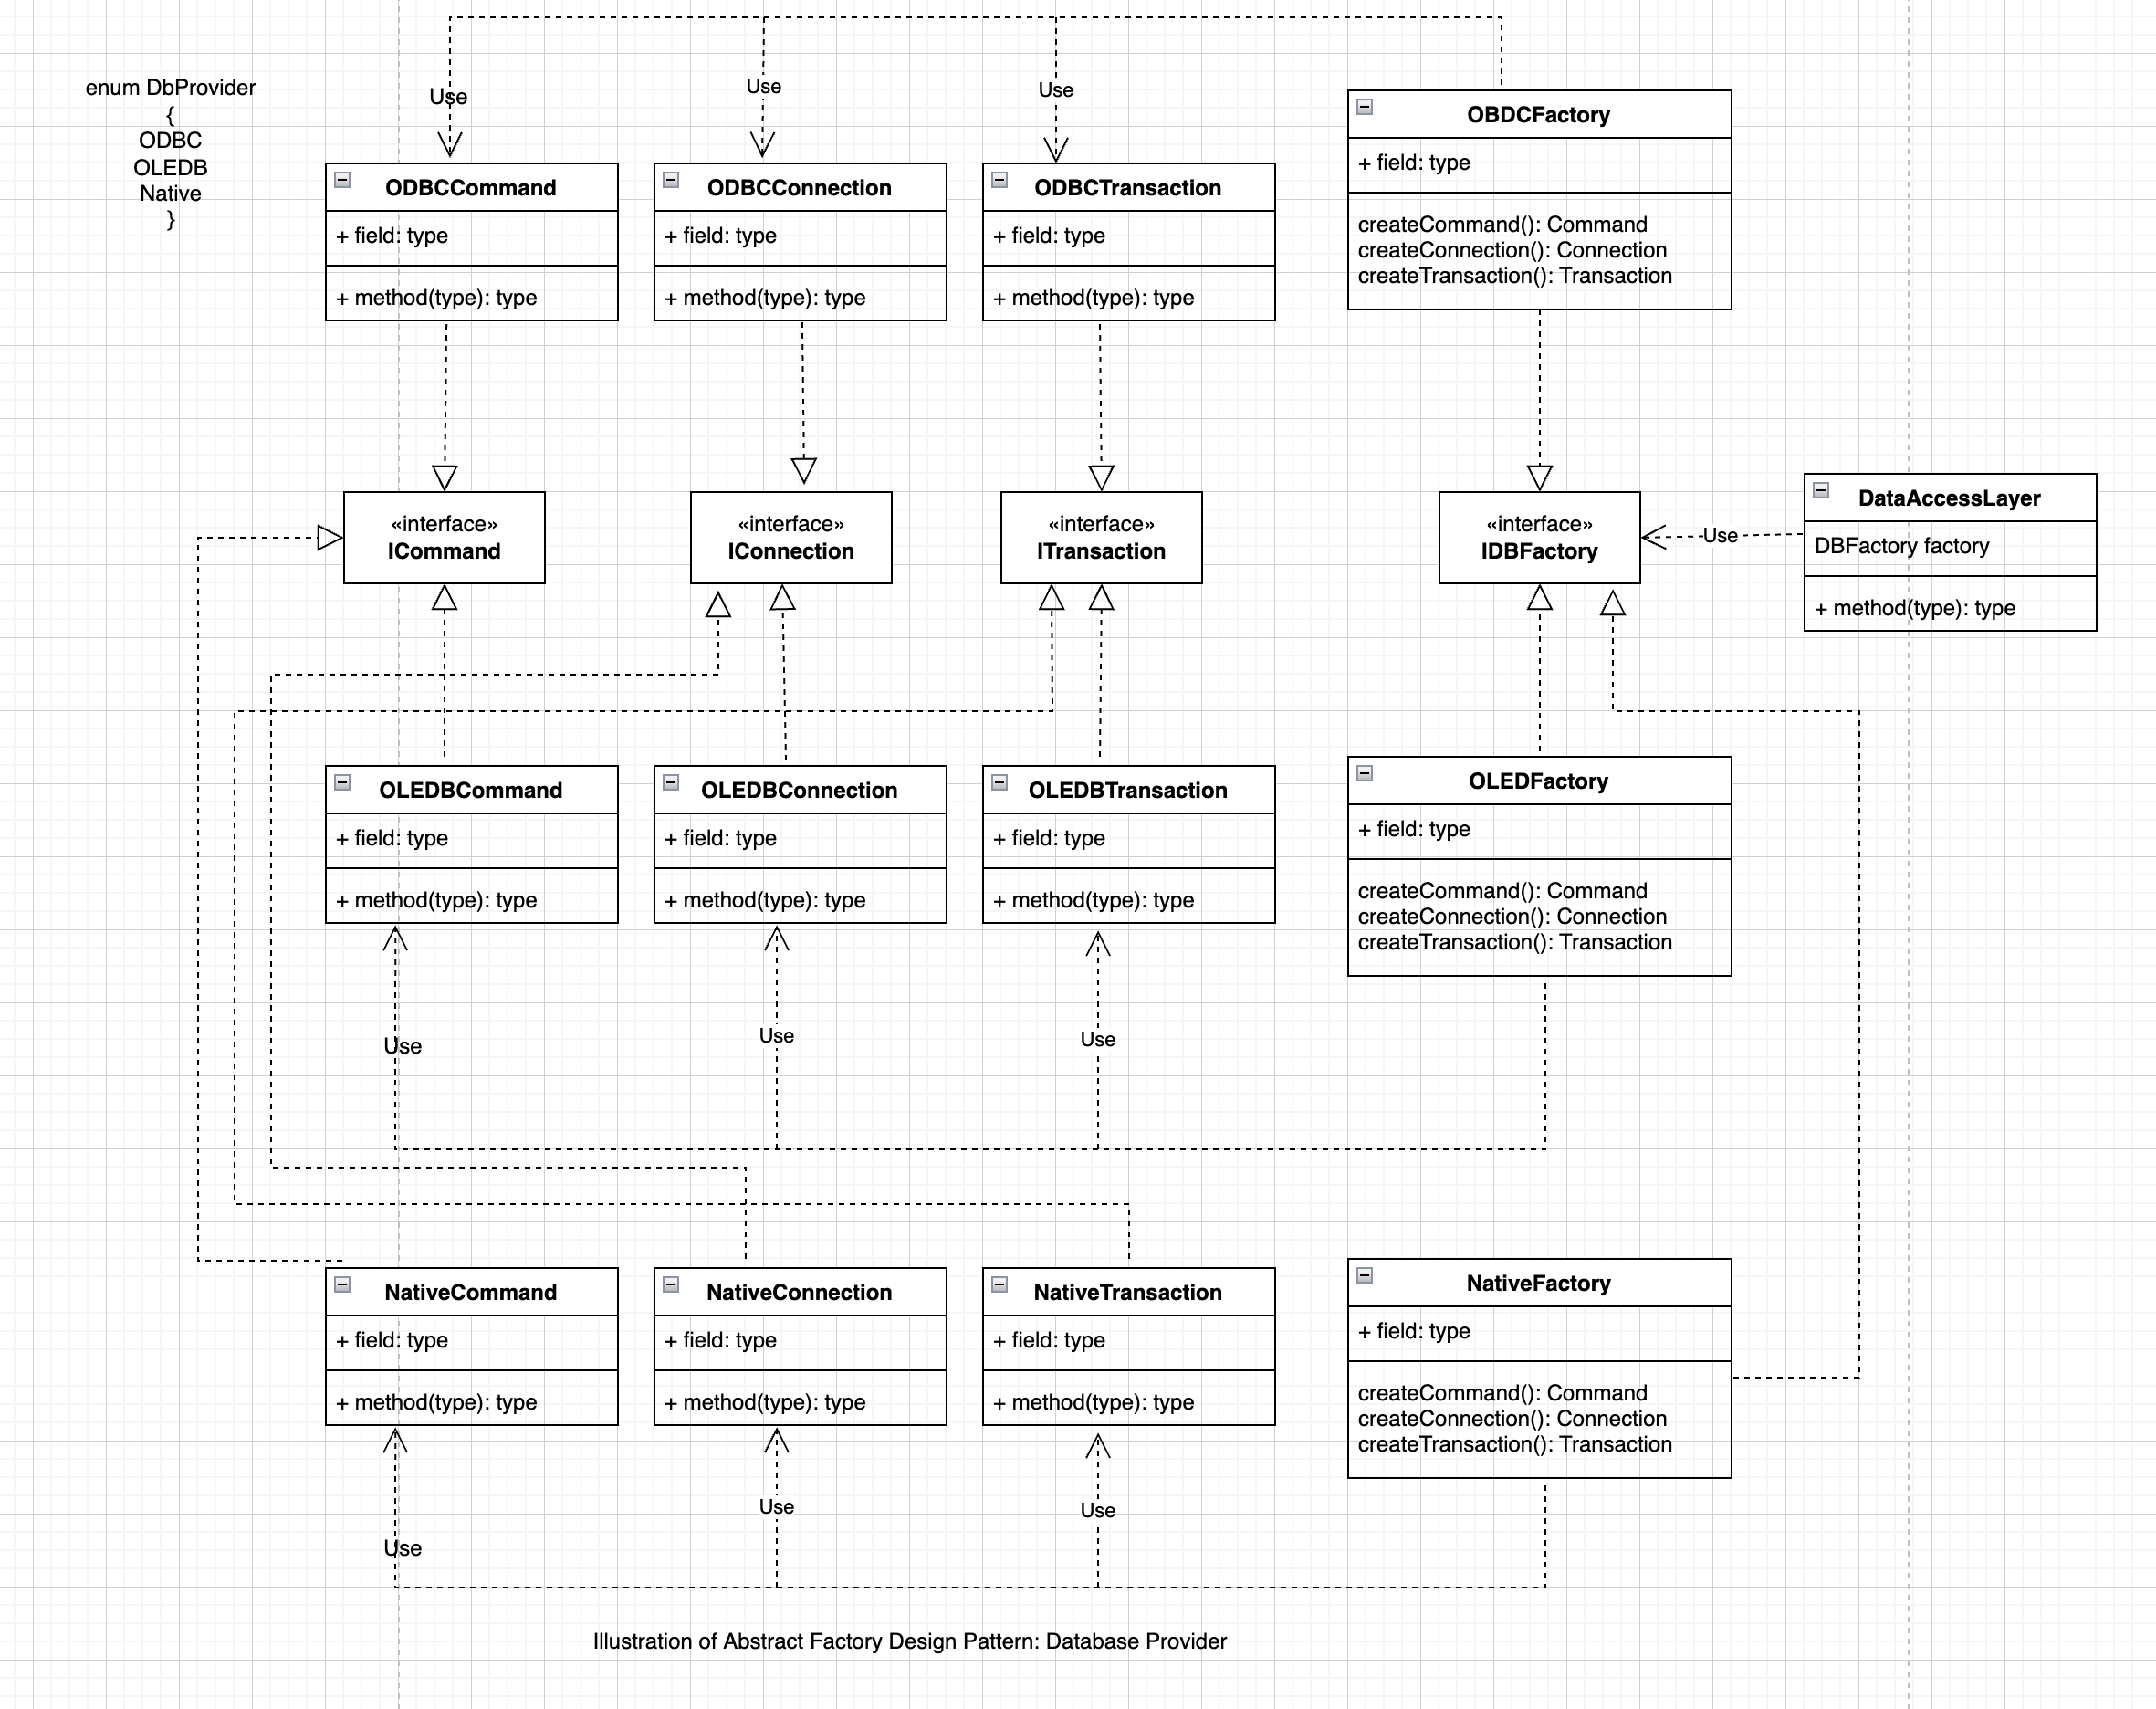 enum DbProvider
{
ODBC
OLEDB
Native
}
Use
Use
Use
OBDCFactory
+ field: type
createCommand(): Command
createConnection(): Connection
createTransaction(): Transaction
ODBCCommand
+ field: type
+ method(type): type
ODBCConnection
+ field: type
+ method(type): type
ODBCTransaction
+ field: type
+ method(type): type
«interface»
ICommand
«interface»
IConnection
«interface»
ITransaction
«interface»
IDBFactory
Use
DataAccessLayer
DBFactory factory
+ method(type): type
OLEDBCommand
+ field: type
+ method(type): type
OLEDBConnection
+ field: type
+ method(type): type
OLEDBTransaction
+ field: type
+ method(type): type
OLEDFactory
+ field: type
createCommand(): Command
createConnection(): Connection
createTransaction(): Transaction
Use
Use
Use
NativeCommand
+ field: type
+ method(type): type
NativeConnection
+ field: type
+ method(type): type
NativeTransaction
+ field: type
+ method(type): type
NativeFactory
+ field: type
createCommand(): Command
createConnection(): Connection
createTransaction(): Transaction
Use
Use
Use
Illustration of Abstract Factory Design Pattern: Database Provider